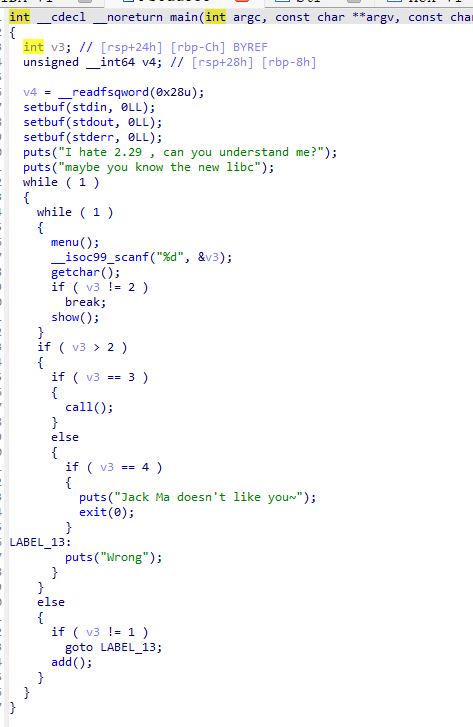 int __cdecl __noreturn main(int argc, const char **argv, const char
{
int v3; // [rsp+24h] [rbp-Ch] BYREF
unsigned __int64 v4; // [rsp+28h] [rbp-8h]
v4 = __readfsqword(0x28u);
setbuf(stdin, 0LL);
setbuf(stdout, 0LL);
setbuf(stderr, 0LL);
puts("I hate 2.29 , can you understand me?");
puts("maybe you know the new libc");
while ( 1 )
{
while ( 1 )
{
menu();
__isoc99_scanf("%d", &v3);
getchar();
if ( v3 != 2 )
break;
show();
}
if ( v3 > 2 )
{
if ( v3 == 3 )
{
call();
}
else
{
if ( v3 == 4 )
{
puts("Jack Ma doesn't like you~");
exit(0);
}
LABEL_13:
puts("Wrong");
}
}
else
{
if ( v3 != 1 )
goto LABEL_13;
add();
}
}
}